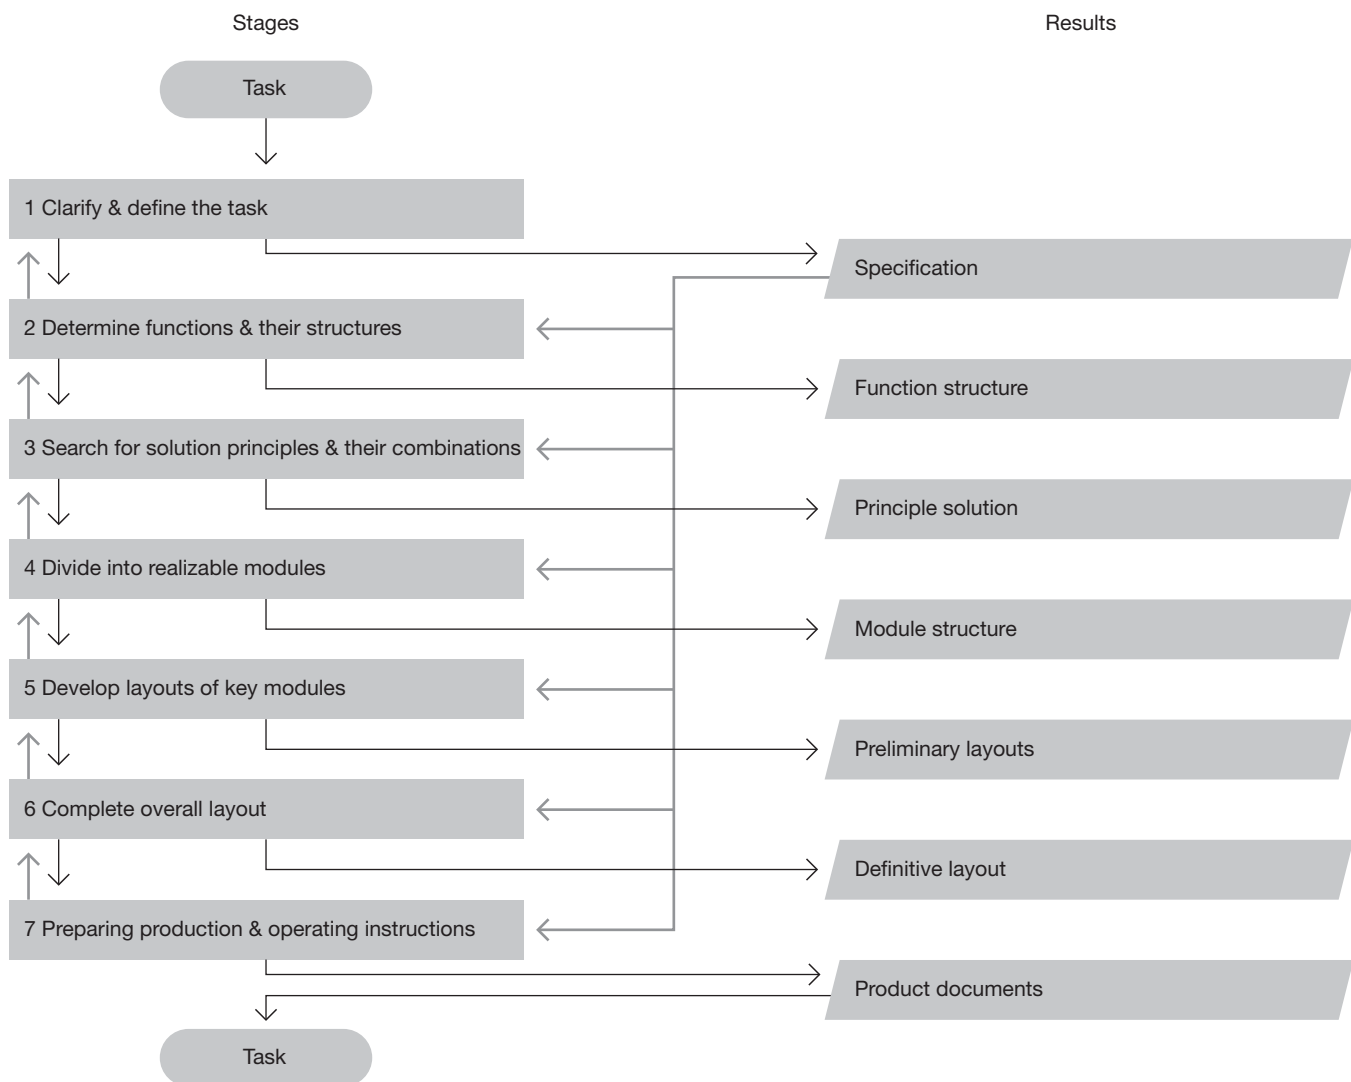 Stages
Results
Task
1 Clarify & define the task
Specification
2 Determine functions & their structures
Function structure
3 Search for solution principles & their combinations
Principle solution
4 Divide into realizable modules
Module structure
5 Develop layouts of key modules
Preliminary layouts
6 Complete overall layout
Definitive layout
7 Preparing production & operating instructions
Product documents
Task